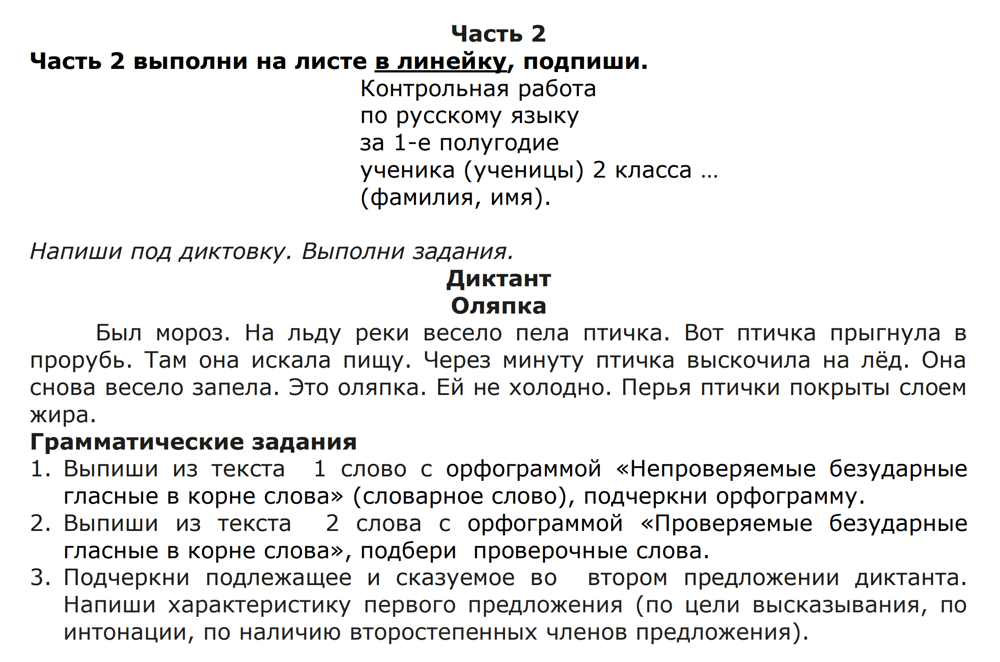 Часть 2
Часть 2 выполни на листе в линейку, подпиши.
Контрольная работа
по русскому языку
за 1-е полугодие
ученика (ученицы) 2 класса …
(фамилия, имя).
Напиши под диктовку. Выполни задания.
Диктант
Оляпка
Был мороз. На льду реки весело пела птичка. Вот птичка прыгнула в
прорубь. Там она искала пищу. Через минуту птичка выскочила на лёд. Она
снова весело запела. Это оляпка. Ей не холодно. Перья птички покрыты слоем
жира.
Грамматические задания
1. Выпиши из текста 1 слово с орфограммой «Непроверяемые безударные
гласные в корне слова» (словарное слово), подчеркни орфограмму.
2. Выпиши из текста 2 слова с орфограммой «Проверяемые безударные
гласные в корне слова», подбери проверочные слова.
3. Подчеркни подлежащее и сказуемое во втором предложении диктанта.
Напиши характеристику первого предложения (по цели высказывания, по
интонации, по наличию второстепенных членов предложения).